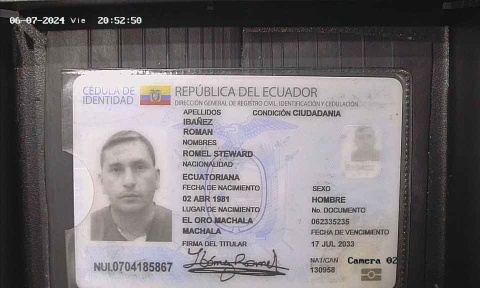 06-07-2024 Vie 20:52:50
CÉDULA DE IDENTIDAD
REPÚBLICA DEL ECUADOR
DIRECCIÓN GENERAL DE REGISTRO CIVIL, IDENTIFICACIÓN Y CEDULACIÓN
APELLIDOS CONDICIÓN CIUDADANIA
IBAÑEZ
ROMAN
NOMBRES
ROMEL STEWARD
NACIONALIDAD
ECUATORIANA
FECHA DE NACIMIENTO SEXO
02 ABR 1981 HOMBRE
LUGAR DE NACIMIENTO No. DOCUMENTO
EL ORO MACHALA 062335235
MACHALA FECHA DE VENCIMIENTO
FIRMA DEL TITULAR 17 JUL 2033
NUI.0704185867 NAT/CAN Camera 02
130958